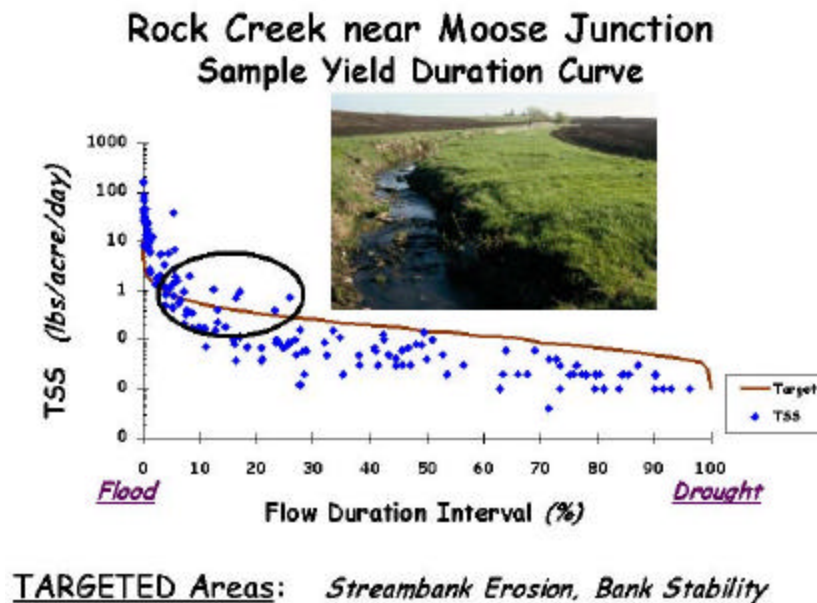 Rock Creek near Moose Junction
Sample Yield Duration Curve
TSS (lbs/acre/day)
1000
100
10
1
0
0
0
0 10 20 30 40 50 60 70 80 90 100
Target
TSS
Flood
Drought
Flow Duration Interval (%)
TARGETED Areas: Streambank Erosion, Bank Stability